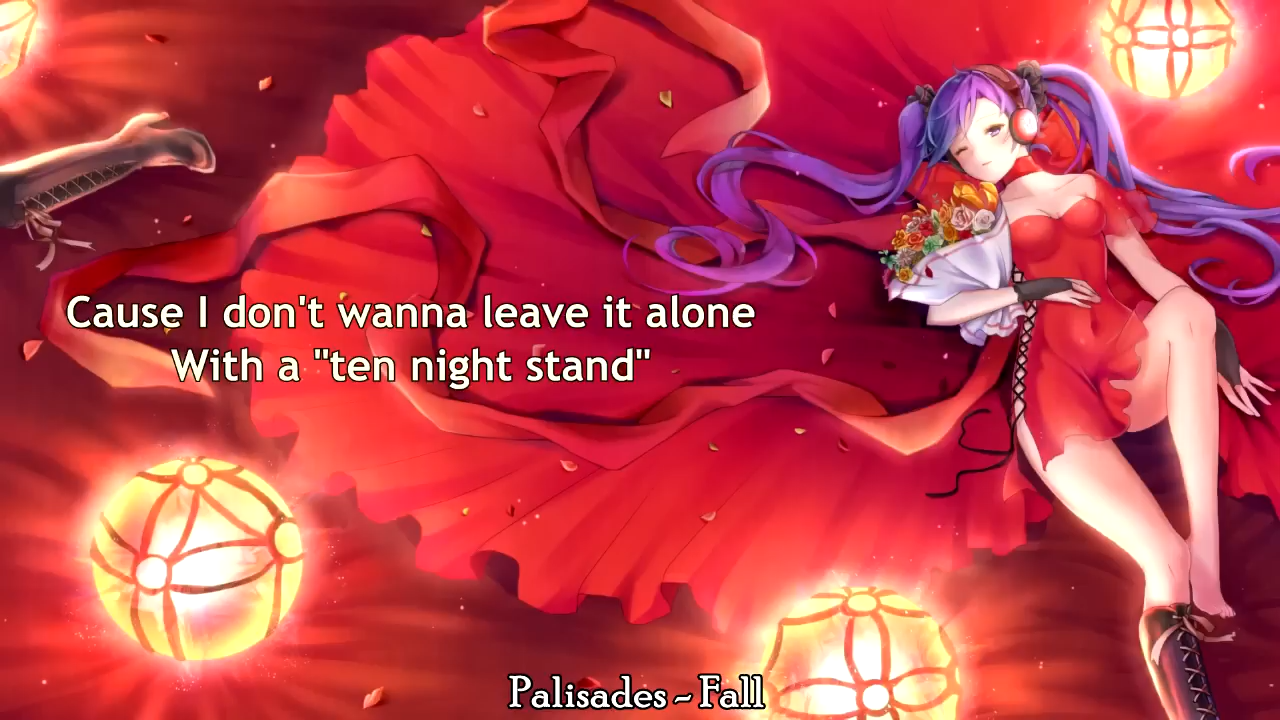 Cause I don't wanna leave it alone
With a "ten night stand"
Palisades ~ Fall